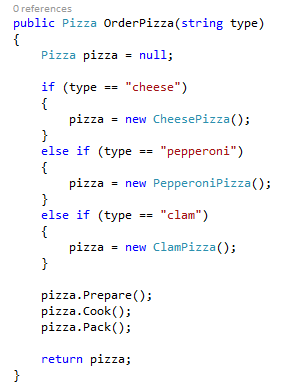 0 references
public Pizza OrderPizza(string type)
{
    Pizza pizza = null;

    if (type == "cheese")
    {
        pizza = new CheesePizza();
    }
    else if (type == "pepperoni")
    {
        pizza = new PepperoniPizza();
    }
    else if (type == "clam")
    {
        pizza = new ClamPizza();
    }

    pizza.Prepare();
    pizza.Cook();
    pizza.Pack();

    return pizza;
}